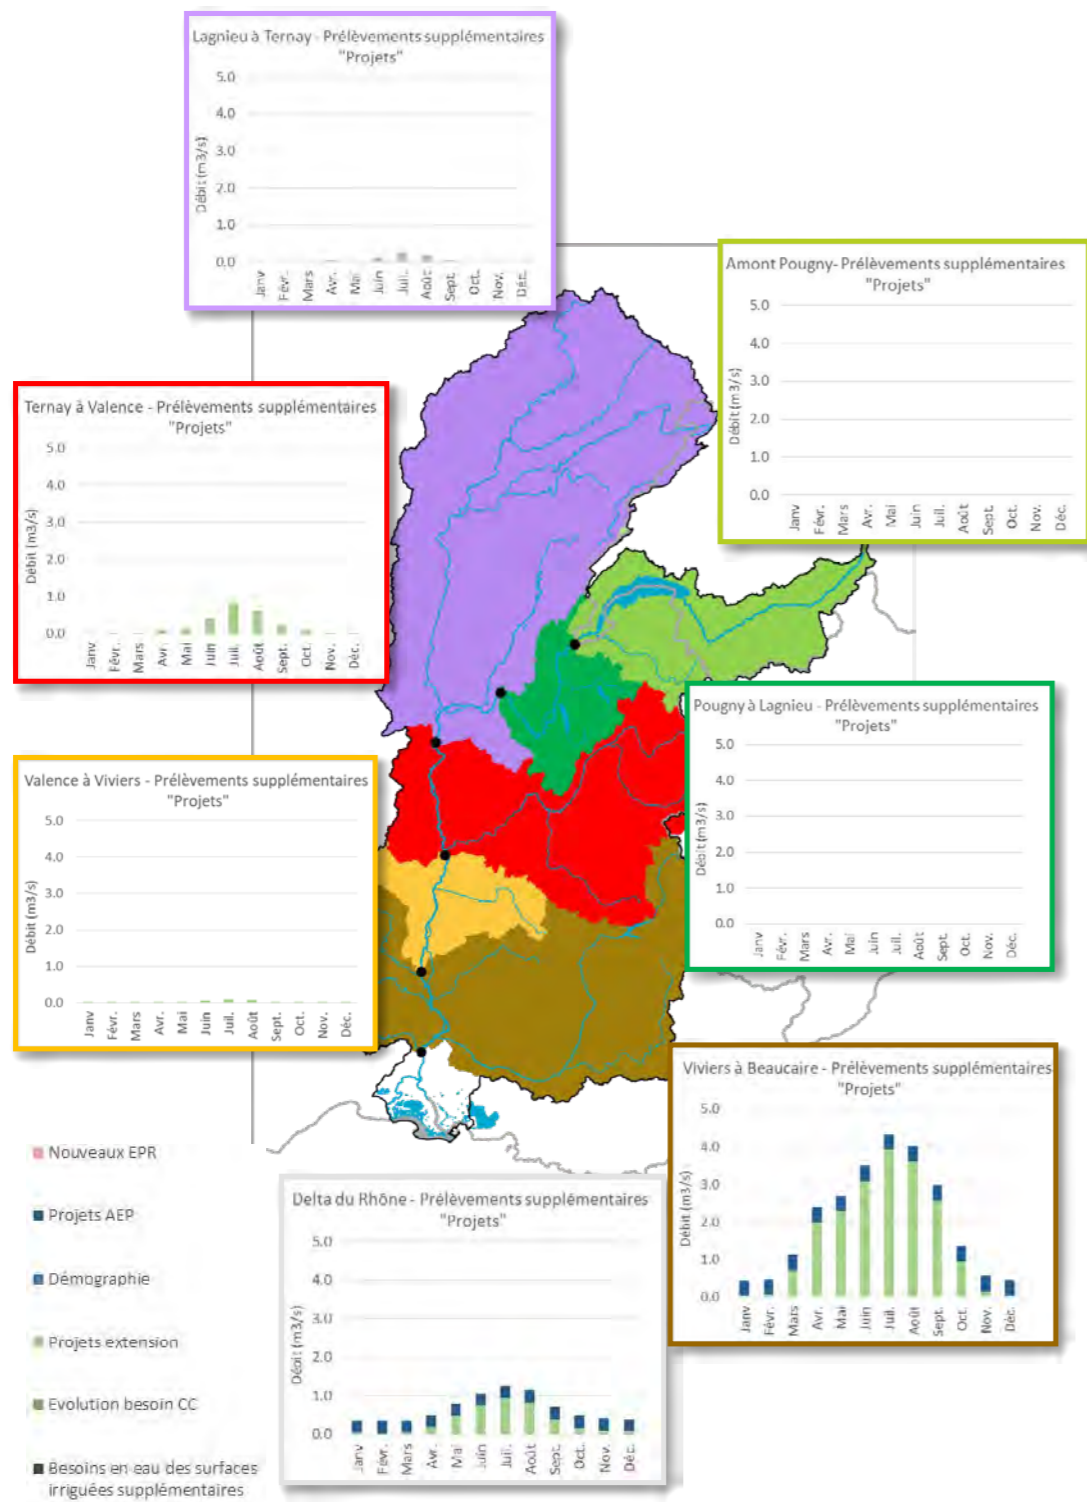 Lagnieu à Ternay - Prélèvements supplémentaires
"Projets"
5.0
4.0
3.0
2.0
1.0
0.0
Débit (m3/s)
Janv
Févr.
Mars
Avr.
Mai
Juin
Juil.
Août
Sept.
Oct.
Nov.
Déc.
Amont Pougny- Prélèvements supplémentaires
"Projets"
5.0
4.0
3.0
2.0
1.0
0.0
Débit (m3/s)
Janv
Févr.
Mars
Avr.
Mai
Juin
Juil.
Août
Sept.
Oct.
Nov.
Déc.
Ternay à Valence - Prélèvements supplémentaires
"Projets"
5.0
4.0
3.0
2.0
1.0
0.0
Débit (m3/s)
Janv
Févr.
Mars
Avr.
Mai
Juin
Juil.
Août
Sept.
Oct.
Nov.
Déc.
Pougny à Lagnieu - Prélèvements supplémentaires
"Projets"
5.0
4.0
3.0
2.0
1.0
0.0
Débit (m3/s)
Janv
Févr.
Mars
Avr.
Mai
Juin
Juil.
Août
Sept.
Oct.
Nov.
Déc.
Valence à Viviers - Prélèvements supplémentaires
"Projets"
5.0
4.0
3.0
2.0
1.0
0.0
Débit (m3/s)
Janv
Févr.
Mars
Avr.
Mai
Juin
Juil.
Août
Sept.
Oct.
Nov.
Déc.
Viviers à Beaucaire - Prélèvements supplémentaires
"Projets"
5.0
4.0
3.0
2.0
1.0
0.0
Débit (m3/s)
Janv
Févr.
Mars
Avr.
Mai
Juin
Juil.
Août
Sept.
Oct.
Nov.
Déc.
Delta du Rhône - Prélèvements supplémentaires
"Projets"
5.0
4.0
3.0
2.0
1.0
0.0
Débit (m3/s)
Janv
Févr.
Mars
Avr.
Mai
Juin
Juil.
Août
Sept.
Oct.
Nov.
Déc.
Nouveaux EPR
Projets AEP
Démographie
Projets extension
Evolution besoin CC
Besoins en eau des surfaces
irriguées supplémentaires